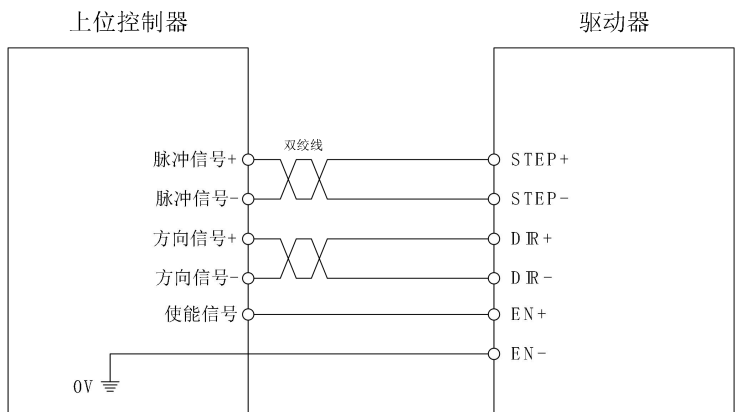 上位控制器 驱动器
双绞线
脉冲信号+ STEP+
脉冲信号- STEP-
方向信号+ DIR+
方向信号- DIR-
使能信号 EN+
EN-
0V